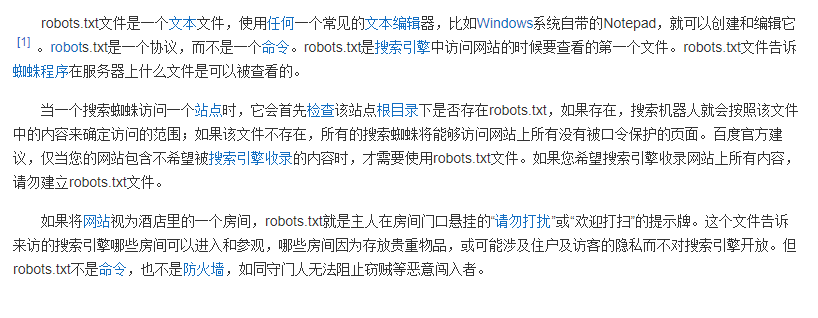 robots.txt文件是一个文本文件，使用任何一个常见的文本编辑器，比如Windows系统自带的Notepad，就可以创建和编辑它
[1] 。robots.txt是一个协议，而不是一个命令。robots.txt是搜索引擎中访问网站的时候要查看的第一个文件。robots.txt文件告诉
蜘蛛程序在服务器上什么文件是可以被查看的。
当一个搜索蜘蛛访问一个站点时，它会首先检查该站点根目录下是否存在robots.txt，如果存在，搜索机器人就会按照该文件
中的内容来确定访问的范围；如果该文件不存在，所有的搜索蜘蛛将能够访问网站上所有没有被口令保护的页面。百度官方建
议，仅当您的网站包含不希望被搜索引擎收录的内容时，才需要使用robots.txt文件。如果您希望搜索引擎收录网站上所有内容，
请勿建立robots.txt文件。
如果将网站视为酒店里的一个房间，robots.txt就是主人在房间门口悬挂的“请勿打扰”或“欢迎打扫”的提示牌。这个文件告诉
来访的搜索引擎哪些房间可以进入和参观，哪些房间因为存放贵重物品，或可能涉及住户及访客的隐私而不对搜索引擎开放。但
robots.txt不是命令，也不是防火墙，如同守门人无法阻止窃贼等恶意闯入者。